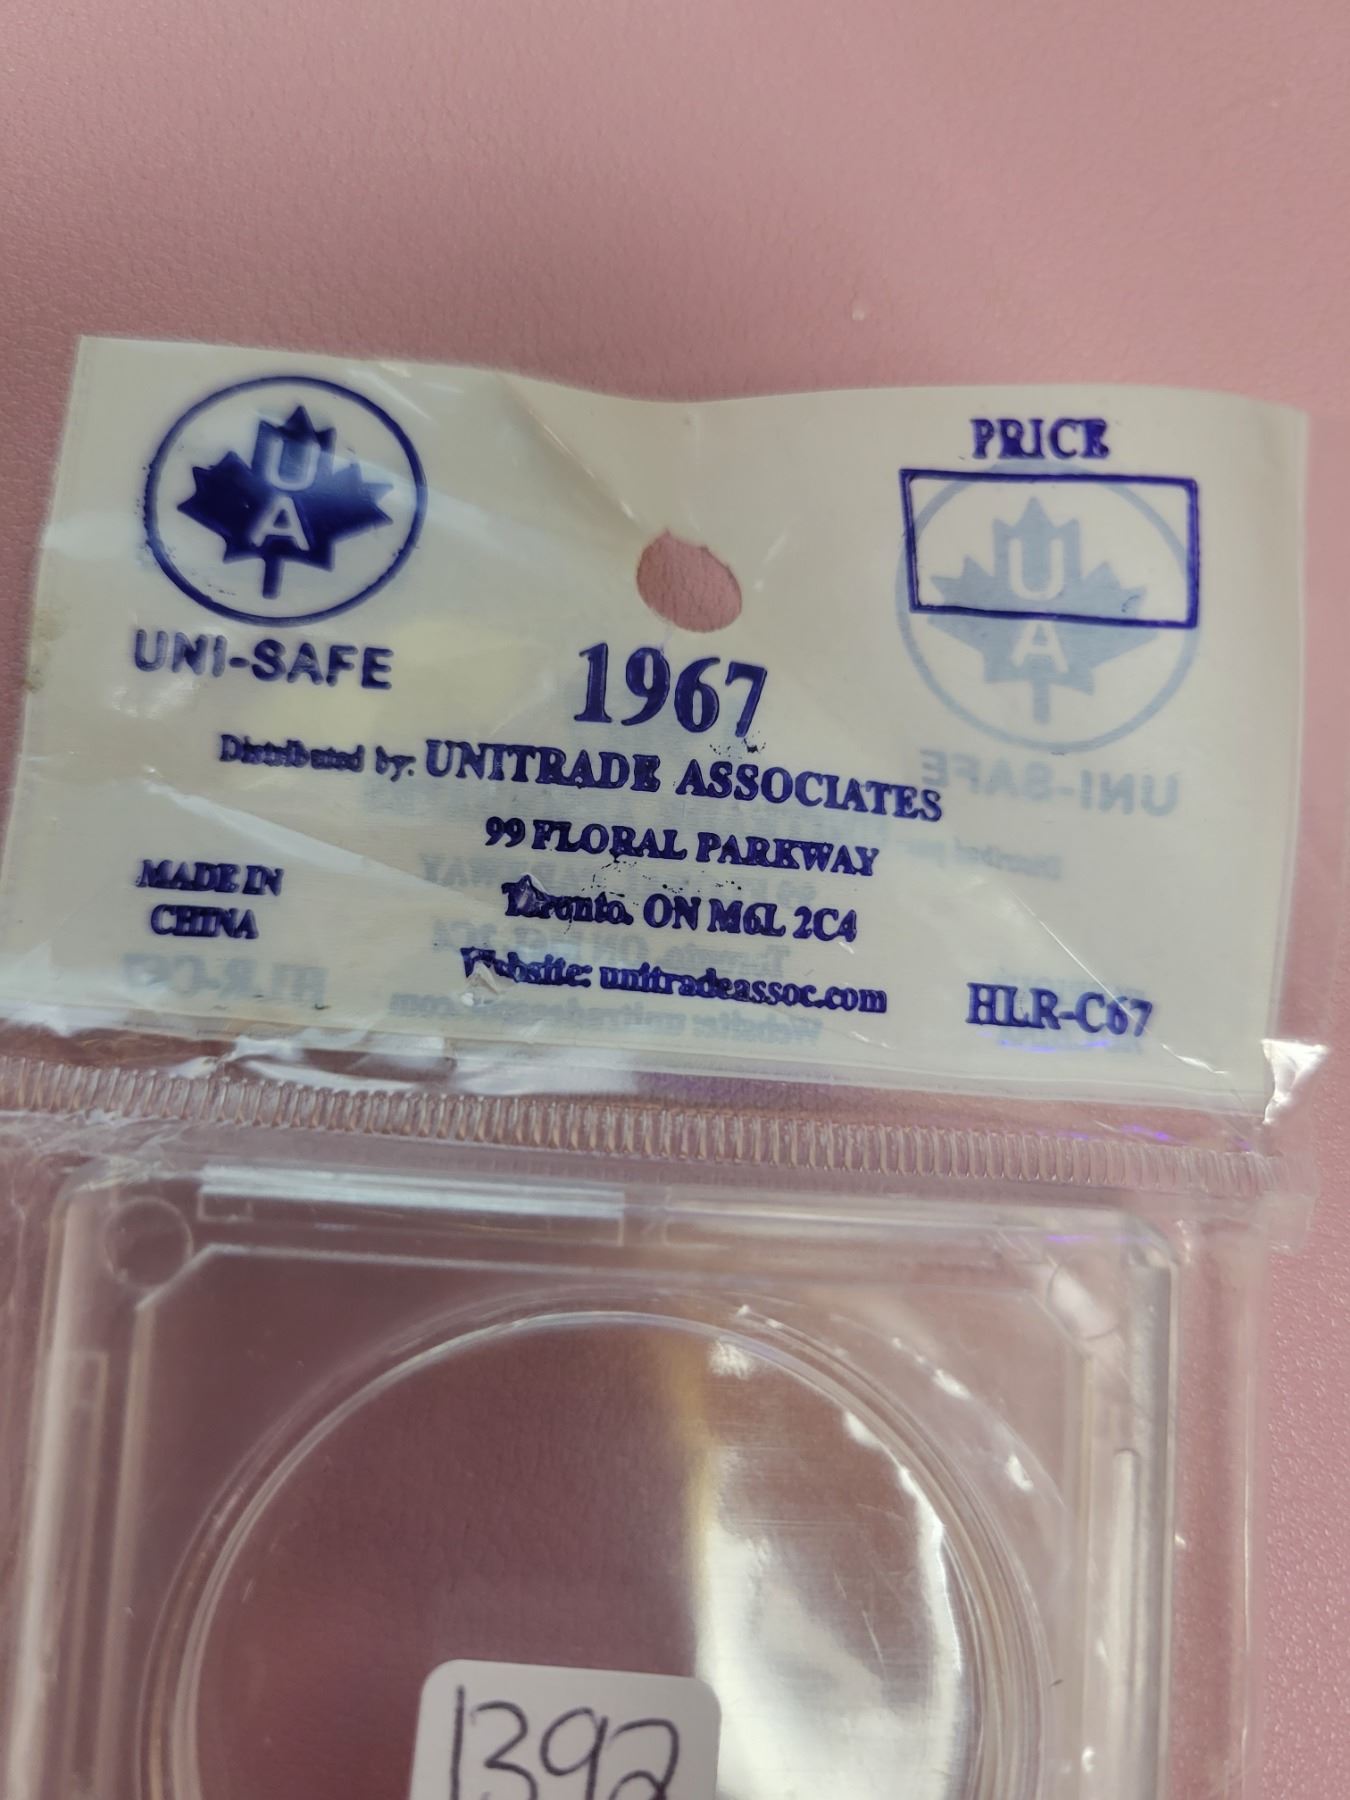 UA
UNI-SAFE
PRICE
1967
Distributed by: UNITRADE ASSOCIATES
99 FLORAL PARKWAY
Toronto. ON M6L 2C4
Website: unitradeassoc.com
MADE IN
CHINA
HLR-C67
1392